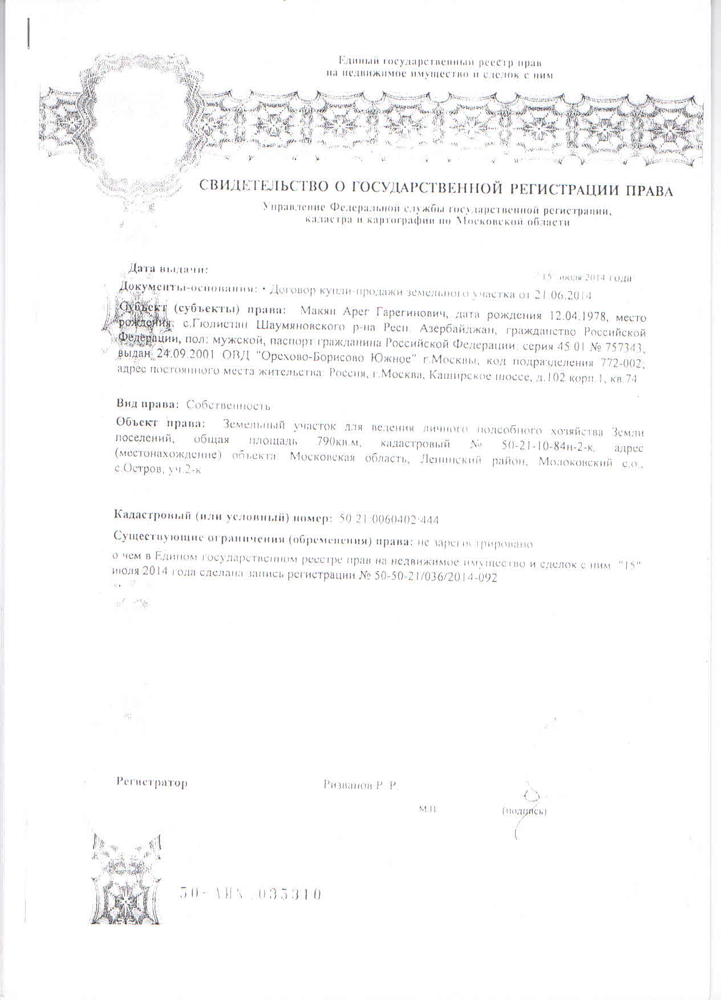 Единый государственный реестр прав
на недвижимое имущество и сделок с ним
СВИДЕТЕЛЬСТВО О ГОСУДАРСТВЕННОЙ РЕГИСТРАЦИИ ПРАВА
Управление Федеральной службы государственной регистрации,
кадастра и картографии по Московской области
Дата выдачи:
"15" июля 2014 года
Документы-основания: • Договор купли-продажи земельного участка от 21.06.2014
Субъект (субъекты) права: Макян Арег Гарегинович, дата рождения 12.04.1978, место
рождения: с.Гюлистан Шаумяновского р-на Респ. Азербайджан, гражданство Российской
Федерации, пол: мужской, паспорт гражданина Российской Федерации: серия 45 01 № 757343,
выдан 24.09.2001 ОВД "Орехово-Борисово Южное" г.Москвы, код подразделения 772-002;
адрес постоянного места жительства: Россия, г.Москва, Каширское шоссе, д.102 корп.1, кв.74
Вид права: Собственность
Объект права: Земельный участок для ведения личного подсобного хозяйства Земли
поселений, общая площадь 790кв.м, кадастровый № 50-21-10-84н-2-к, адрес
(местонахождение) объекта: Московская область, Ленинский район, Молоковский с.о.,
с.Остров, уч.2-к
Кадастровый (или условный) номер: 50:21:0060402:444
Существующие ограничения (обременения) права: не зарегистрировано
о чем в Едином государственном реестре прав на недвижимое имущество и сделок с ним "15"
июля 2014 года сделана запись регистрации № 50-50-21/036/2014-092
Регистратор
Ризванов Р. Р.
М.П.
(подпись)
035310